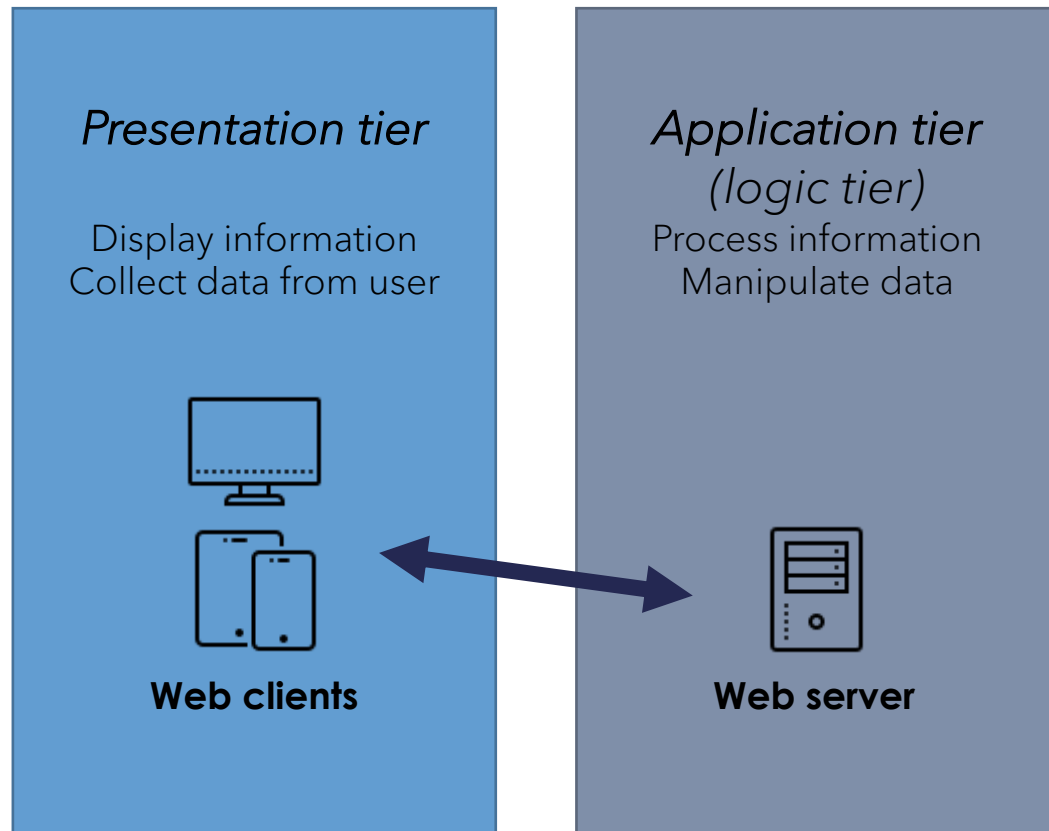 Presentation tier
Display information
Collect data from user
Web clients
Application tier
(logic tier)
Process information
Manipulate data
Web server